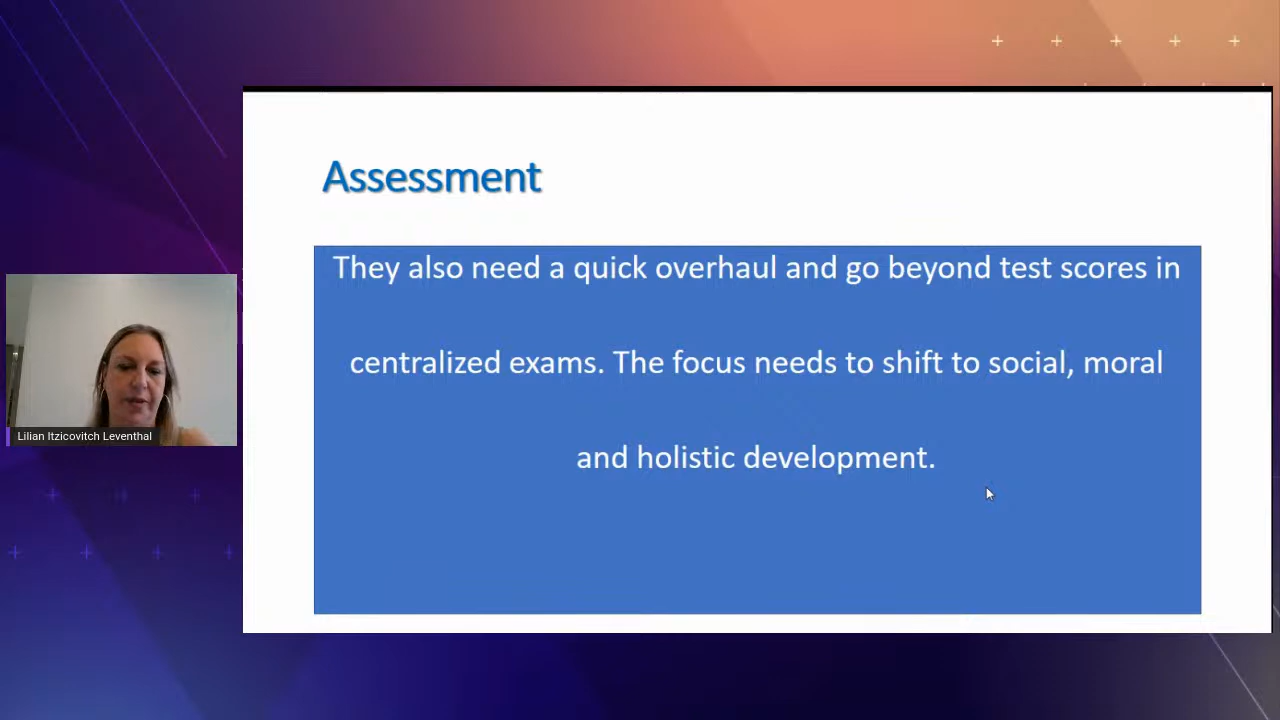 Assessment
They also need a quick overhaul and go beyond test scores in
centralized exams. The focus needs to shift to social, moral
and holistic development.
Lilian Itzicovitch Leventhal